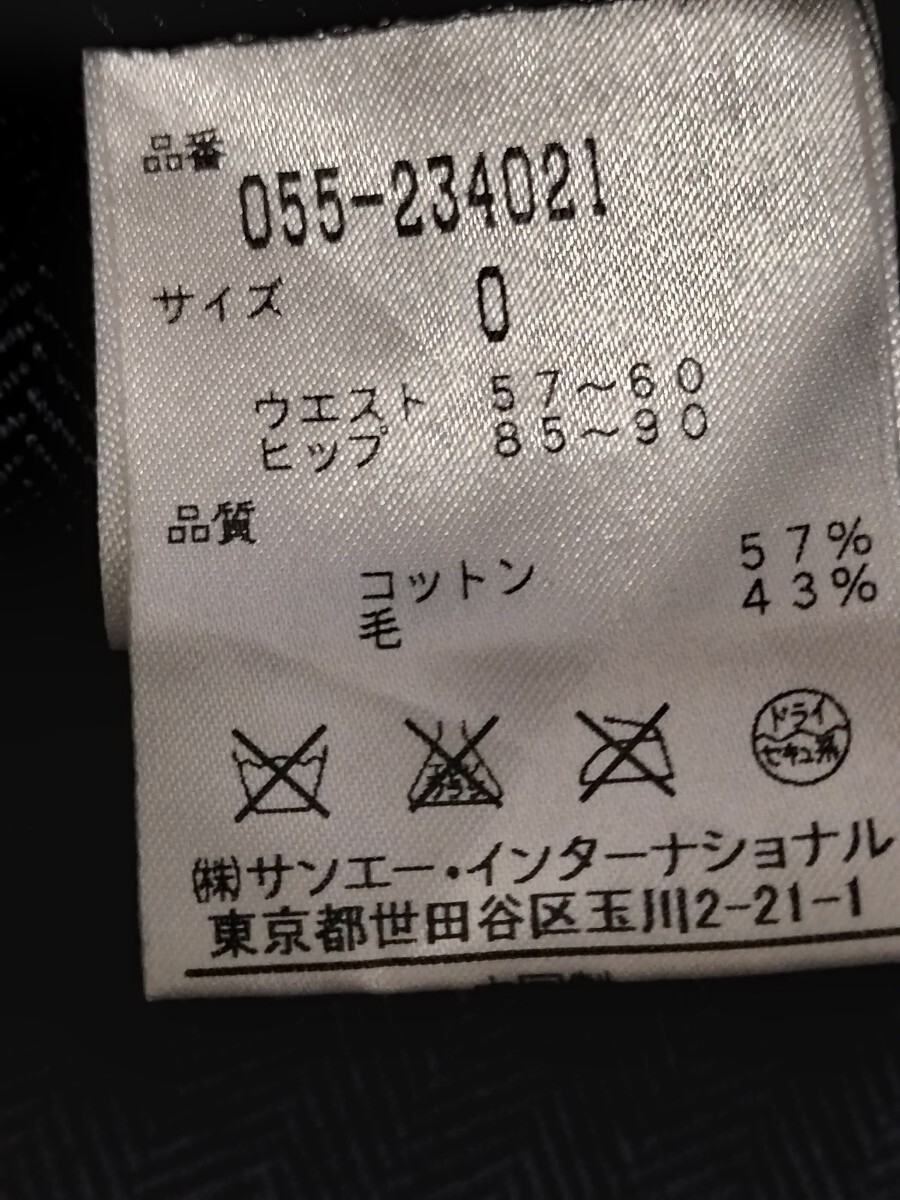 品番
055-234021
サイズ 0
ウエスト 57~60
ヒップ 85~90
品質
コットン 57%
毛 43%
ドライ
セキユ系
㈱サンエー・インターナショナル
東京都世田谷区玉川2-21-1